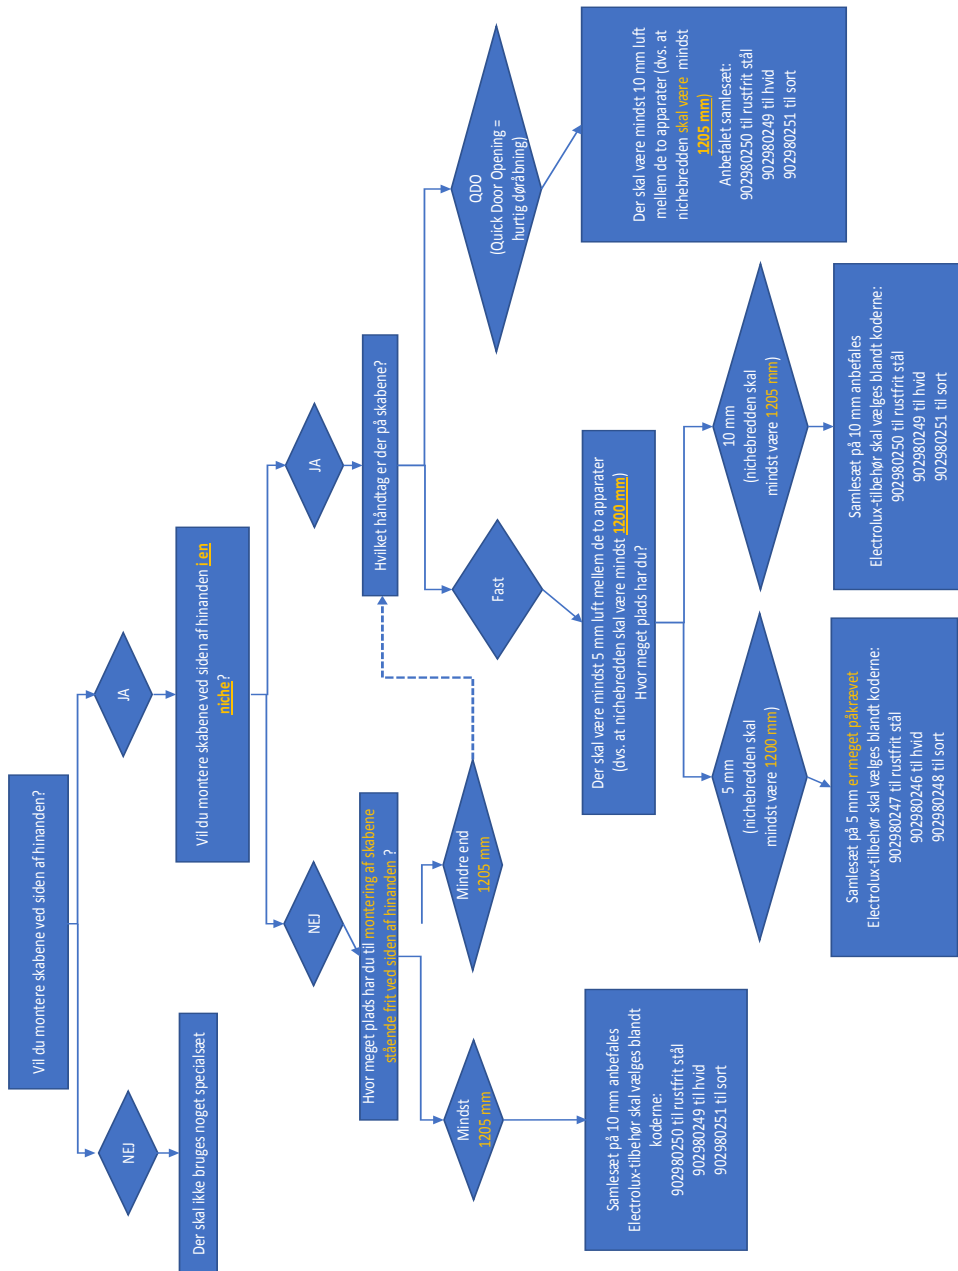 Vil du montere skabene ved siden af hinanden?
NEJ
JA
Der skal ikke bruges noget specialsæt
Vil du montere skabene ved siden af hinanden i en
niche?
NEJ
JA
Hvor meget plads har du til montering af skabene
stående frit ved siden af hinanden ?
Hvilket håndtag er der på skabene?
Mindst
1205 mm
Mindre end
1205 mm
Fast
QDO
(Quick Door Opening =
hurtig døråbning)
Samlesæt på 10 mm anbefales
Electrolux-tilbehør skal vælges blandt
koderne:
902980250 til rustfrit stål
902980249 til hvid
902980251 til sort
Der skal være mindst 5 mm luft mellem de to apparater
(dvs. at nichebredden skal være mindst 1200 mm)
Hvor meget plads har du?
Der skal være mindst 10 mm luft
mellem de to apparater (dvs. at
nichebredden skal være mindst
1205 mm)
Anbefalet samlesæt:
902980250 til rustfrit stål
902980249 til hvid
902980251 til sort
5 mm
(nichebredden skal
mindst være 1200 mm)
10 mm
(nichebredden skal
mindst være 1205 mm)
Samlesæt på 5 mm er meget påkrævet
Electrolux-tilbehør skal vælges blandt koderne:
902980247 til rustfrit stål
902980246 til hvid
902980248 til sort
Samlesæt på 10 mm anbefales
Electrolux-tilbehør skal vælges blandt koderne:
902980250 til rustfrit stål
902980249 til hvid
902980251 til sort